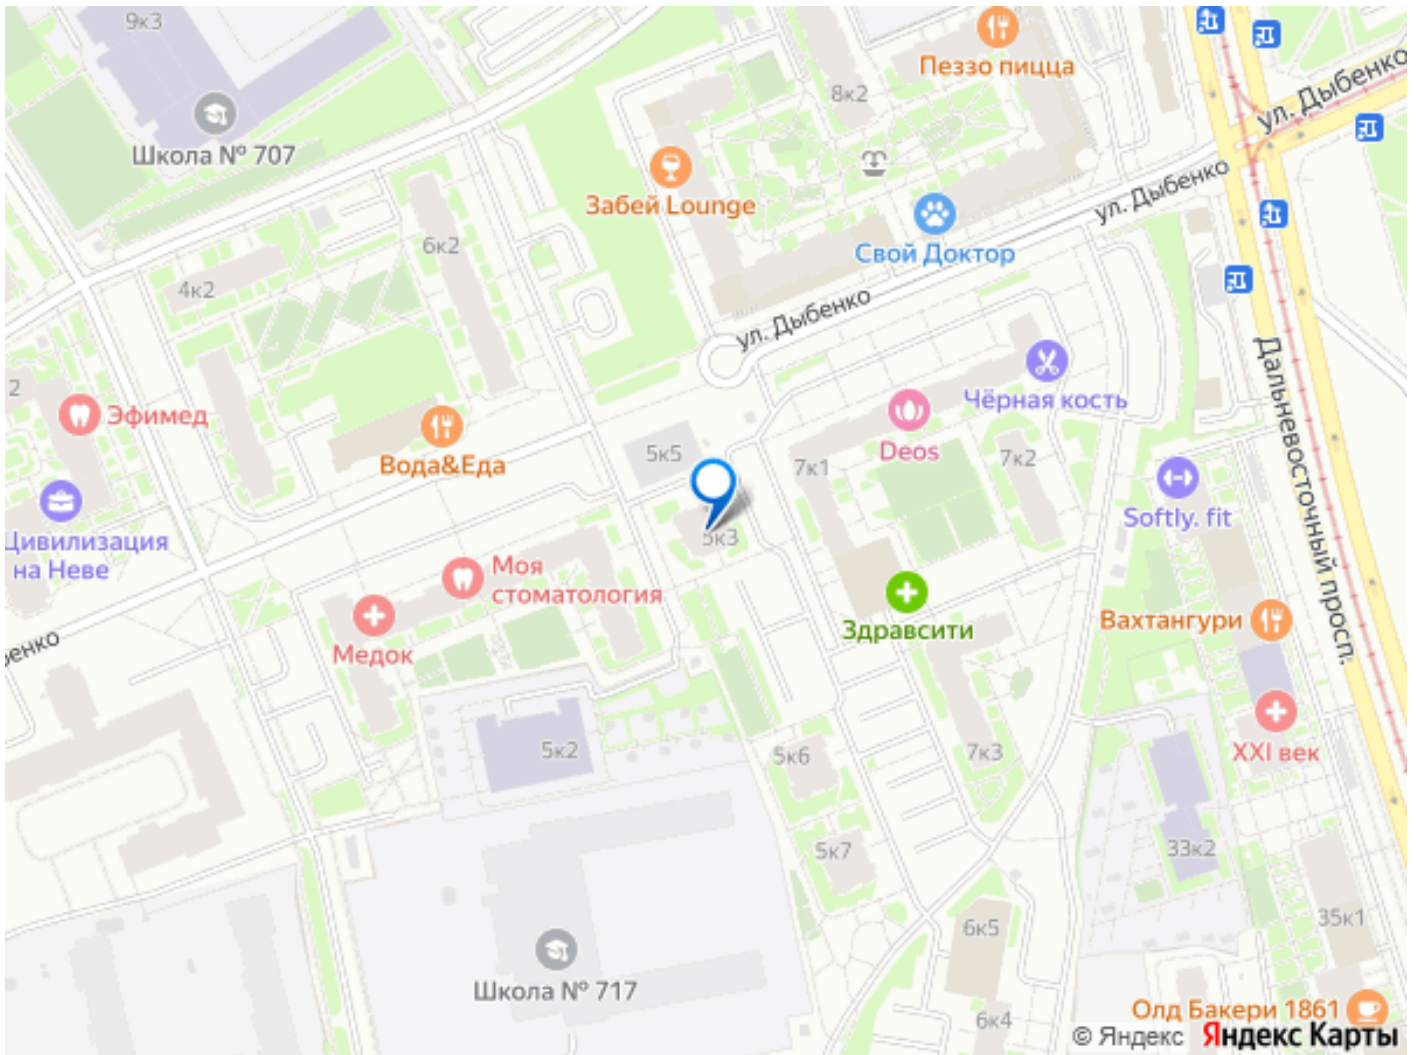 9к3
Пеззо пицца
ул. Дыбенко
8к2
Школа № 707
Забей Lounge
ул. Дыбенко
6к2
Свой Доктор
4к2
ул. Дыбенко
Дальневосточный просп.
2
Эфимед
Чёрная кость
Вода&Еда
5к5
Deos
7к1
7к2
Softly. fit
Цивилизация
на Неве
5к3
Моя
стоматология
Медок
Здравсити
Вахтангури
бенко
5к2
5к6
7к3
XXI век
5к7
33к2
6к5
35к1
Школа № 717
6к4
Олд Бакери 1861
© Яндекс Яндекс Карты